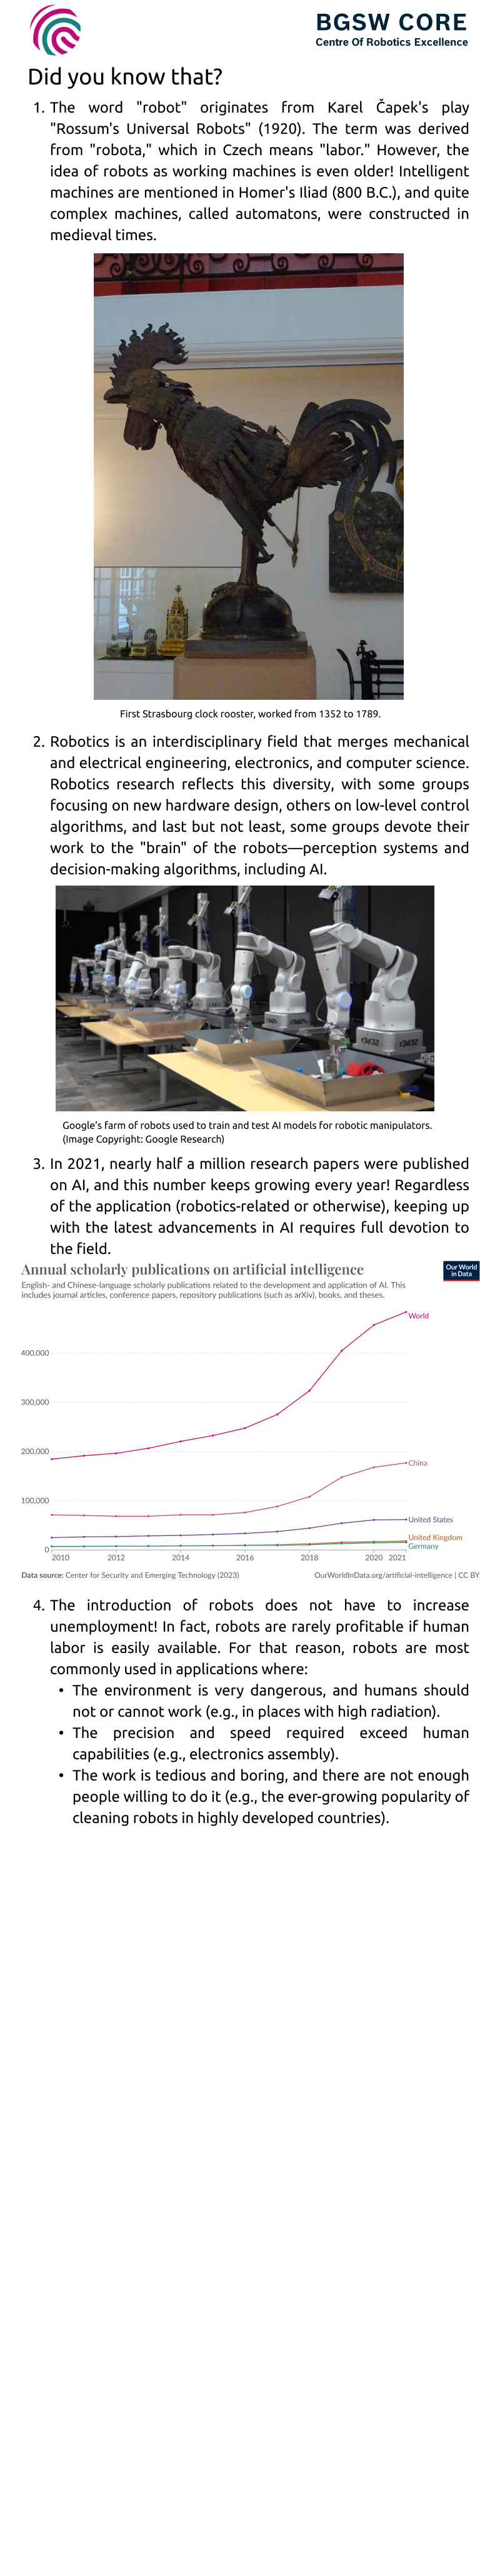 BGSW CORE
Centre Of Robotics Excellence
Did you know that?
1. The word "robot" originates from Karel Čapek's play
"Rossum's Universal Robots" (1920). The term was derived
from "robota," which in Czech means "labor." However, the
idea of robots as working machines is even older! Intelligent
machines are mentioned in Homer's Iliad (800 B.C.), and quite
complex machines, called automatons, were constructed in
medieval times.
First Strasbourg clock rooster, worked from 1352 to 1789.
2. Robotics is an interdisciplinary field that merges mechanical
and electrical engineering, electronics, and computer science.
Robotics research reflects this diversity, with some groups
focusing on new hardware design, others on low-level control
algorithms, and last but not least, some groups devote their
work to the "brain" of the robots—perception systems and
decision-making algorithms, including AI.
Google's farm of robots used to train and test AI models for robotic manipulators.
(Image Copyright: Google Research)
3. In 2021, nearly half a million research papers were published
on AI, and this number keeps growing every year! Regardless
of the application (robotics-related or otherwise), keeping up
with the latest advancements in AI requires full devotion to
the field.
Annual scholarly publications on artificial intelligence
Our World
in Data
English- and Chinese-language scholarly publications related to the development and application of AI. This
includes journal articles, conference papers, repository publications (such as arXiv), books, and theses.
World
400,000
300,000
200,000
China
100,000
United States
United Kingdom
Germany
0
2010 2012 2014 2016 2018 2020 2021
Data source: Center for Security and Emerging Technology (2023)
OurWorldInData.org/artificial-intelligence | CC BY
4. The introduction of robots does not have to increase
unemployment! In fact, robots are rarely profitable if human
labor is easily available. For that reason, robots are most
commonly used in applications where:
• The environment is very dangerous, and humans should
not or cannot work (e.g., in places with high radiation).
• The precision and speed required exceed human
capabilities (e.g., electronics assembly).
• The work is tedious and boring, and there are not enough
people willing to do it (e.g., the ever-growing popularity of
cleaning robots in highly developed countries).